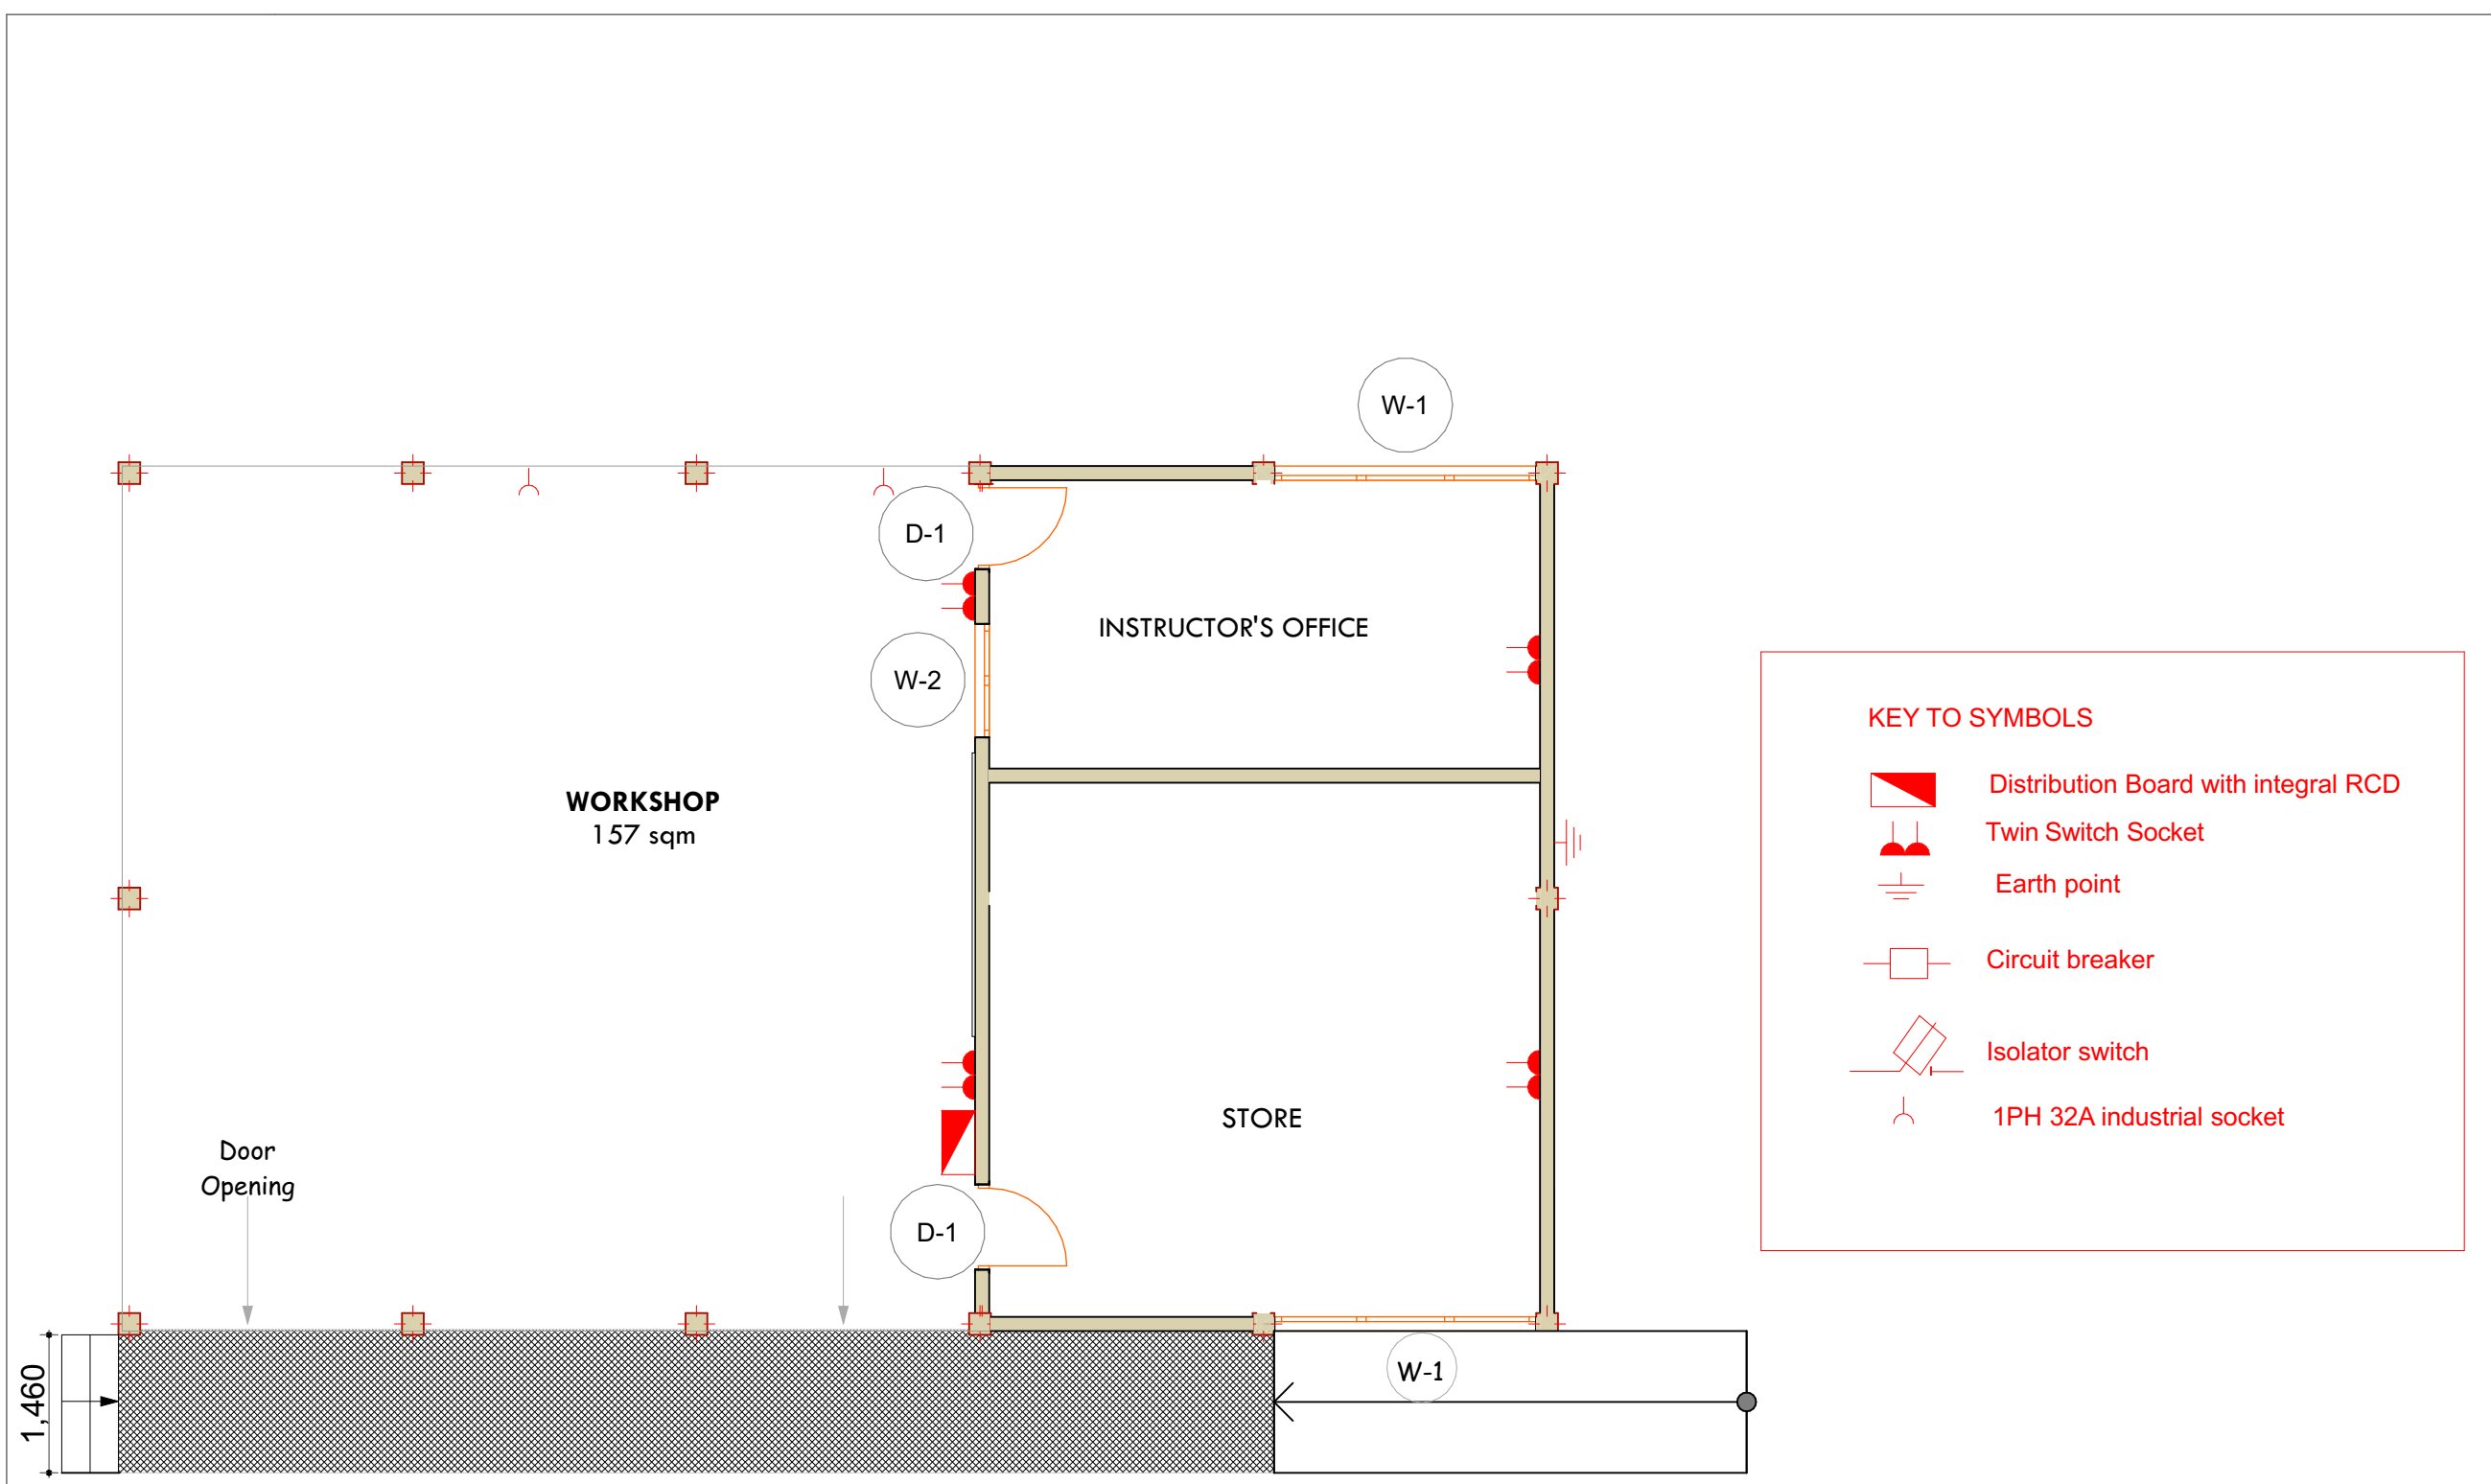 W-1
D-1
INSTRUCTOR'S OFFICE
W-2
WORKSHOP
157 sqm
KEY TO SYMBOLS
Distribution Board with integral RCD
Twin Switch Socket
Earth point
Circuit breaker
Isolator switch
1PH 32A industrial socket
STORE
Door
Opening
D-1
W-1
1,460